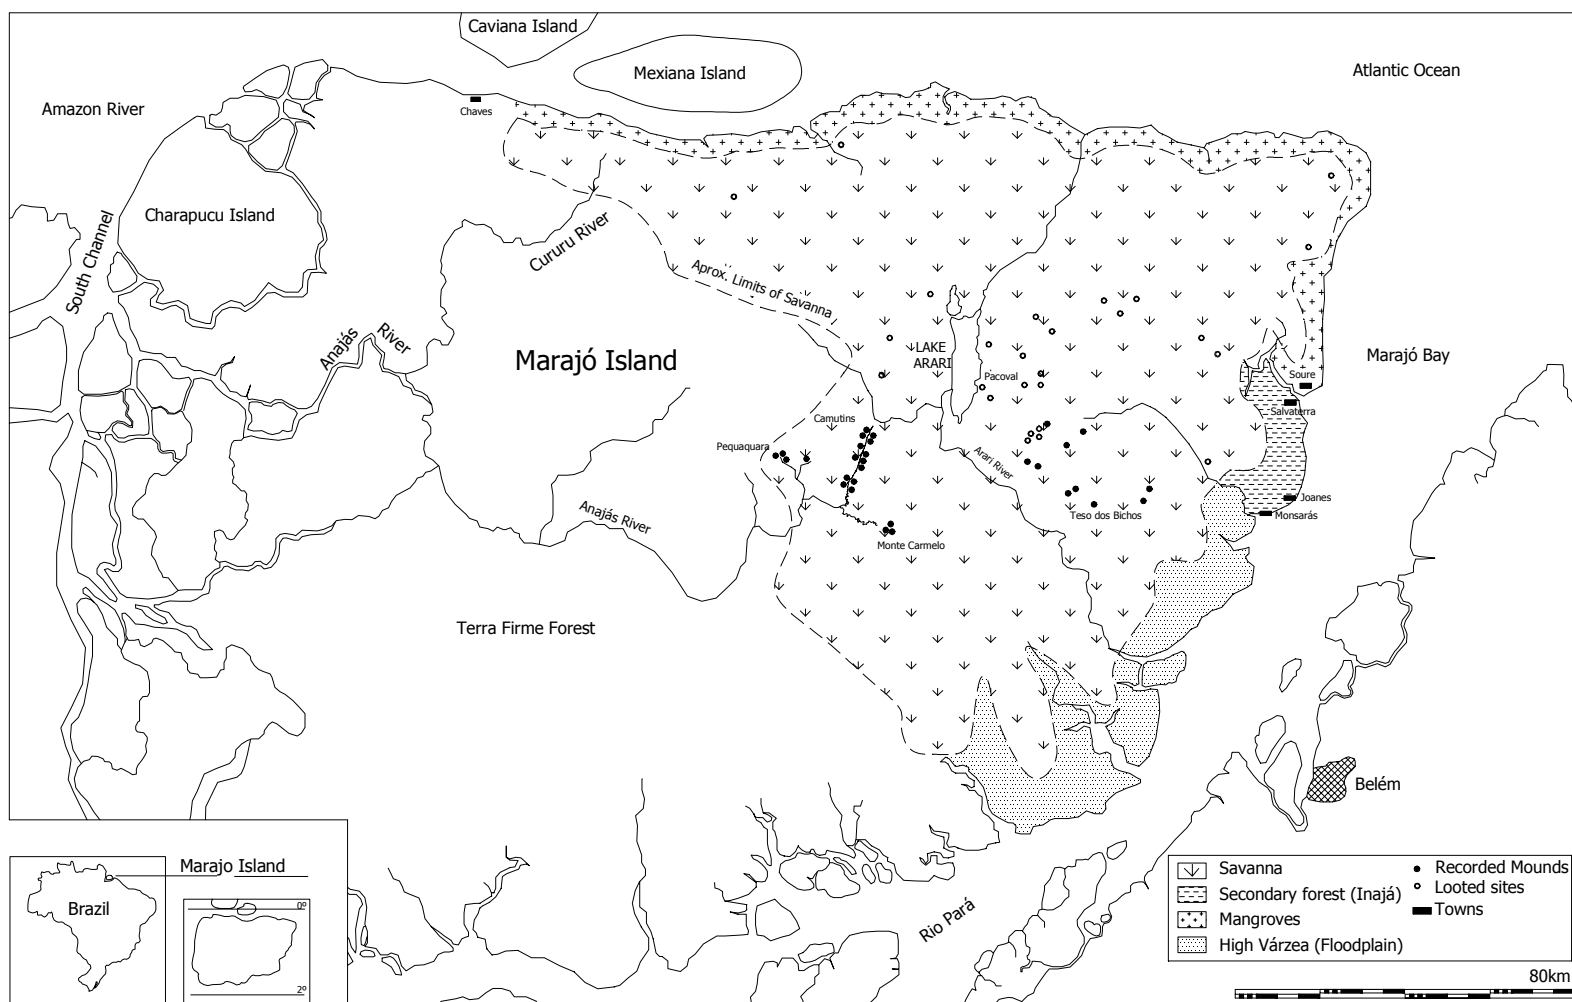 Caviana Island
Mexiana Island
Atlantic Ocean
Amazon River
Chaves
Charapucu Island
South Channel
Cururu River
Aprox. Limits of Savanna
Anajás
River
Marajó Island
LAKE
ARARI
Pacoval
Marajó Bay
Soure
Salvaterra
Camutins
Pequaquara
Arari River
Anajás River
Monte Carmelo
Teso dos Bichos
Joanes
Monsarás
Terra Firme Forest
Belém
Rio Pará
Marajo Island
Brazil
0º
2º
Savanna
Secondary forest (Inajá)
Mangroves
High Várzea (Floodplain)
Recorded Mounds
Looted sites
Towns
80km